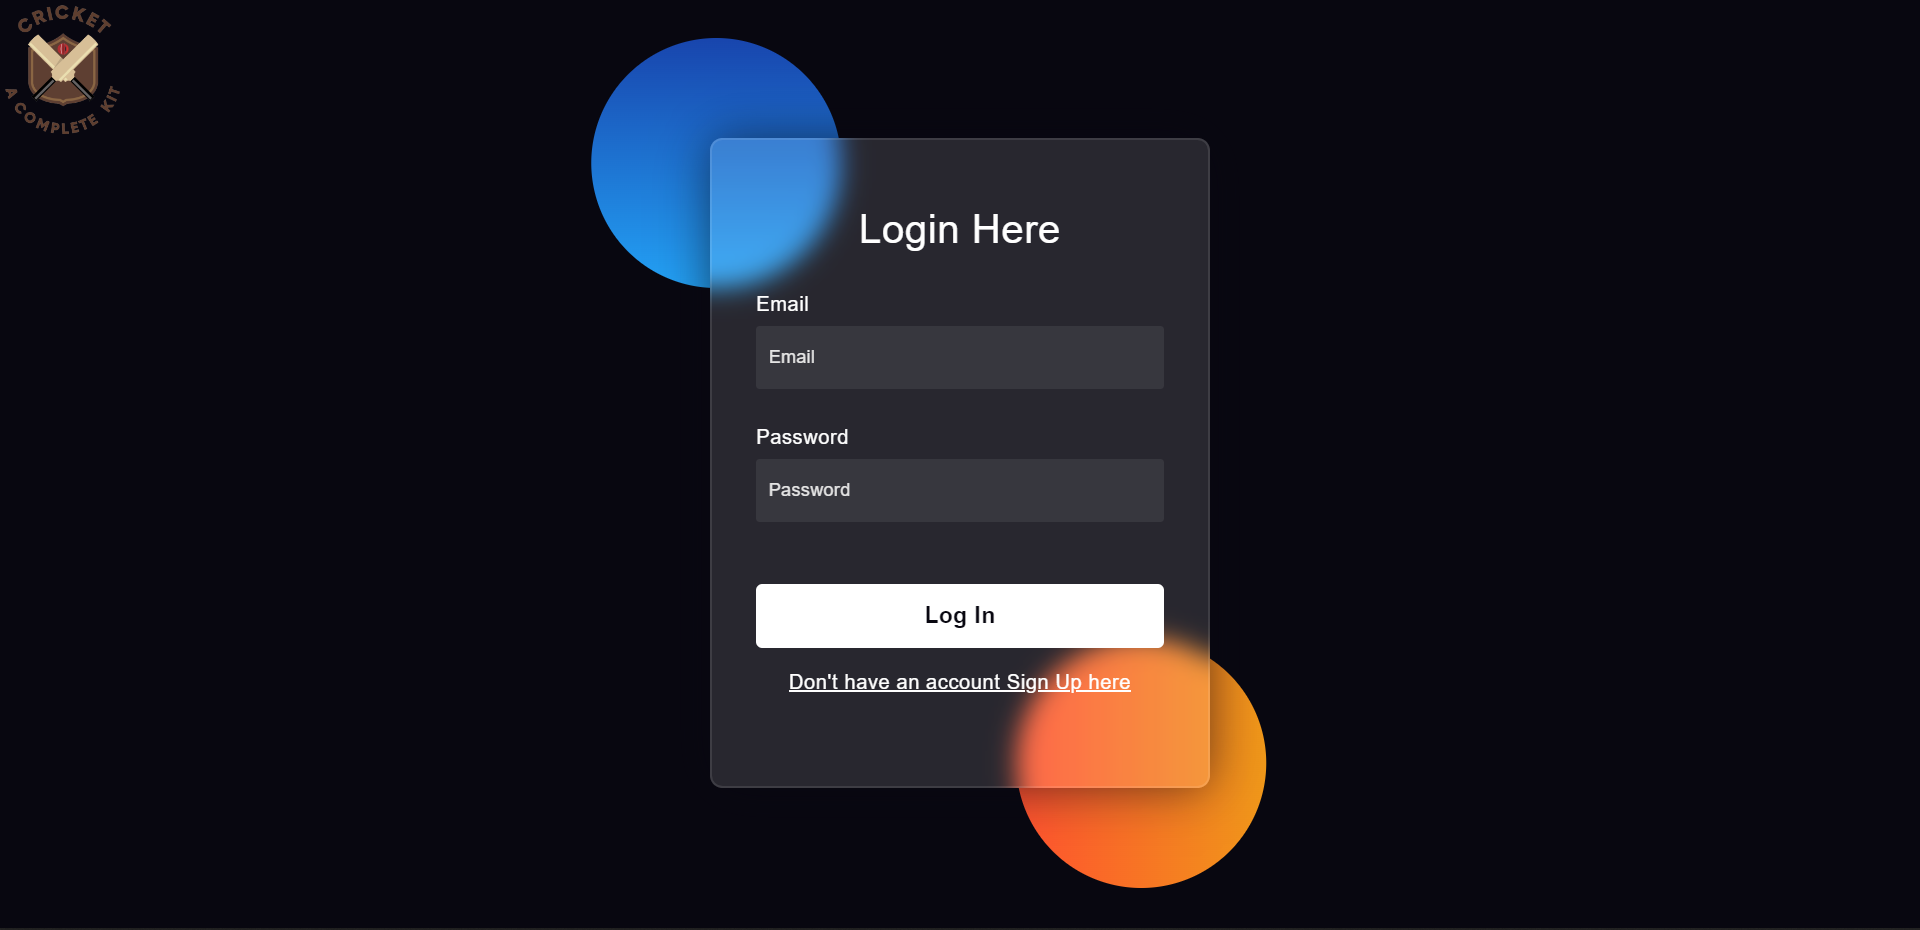 CRICKET
A COMPLETE KIT
Login Here
Email
Email
Password
Password
Log In
Don't have an account Sign Up here